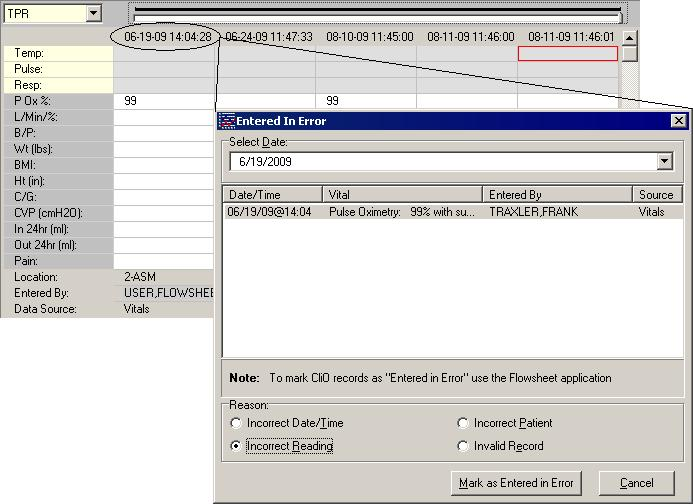 TPR
06-19-09 14:04:28 06-24-09 11:47:33 08-10-09 11:45:00 08-11-09 11:46:00 08-11-09 11:46:01
Temp:
Pulse:
Resp:
P Ox %: 99 99
L/Min/%:
B/P:
Wt (lbs):
BMI:
Ht (in):
C/G:
CVP (cmH2O):
In 24hr (ml):
Out 24hr (ml):
Pain:
Location: 2-ASM
Entered By: USER,FLOWSHEE
Data Source: Vitals
Entered In Error
Select Date:
6/19/2009
Date/Time Vital Entered By Source
06/19/09@14:04 Pulse Oximetry: 99% with su... TRAXLER,FRANK Vitals
Note: To mark CliO records as "Entered in Error" use the Flowsheet application
Reason:
Incorrect Date/Time Incorrect Patient
Incorrect Reading Invalid Record
Mark as Entered in Error Cancel